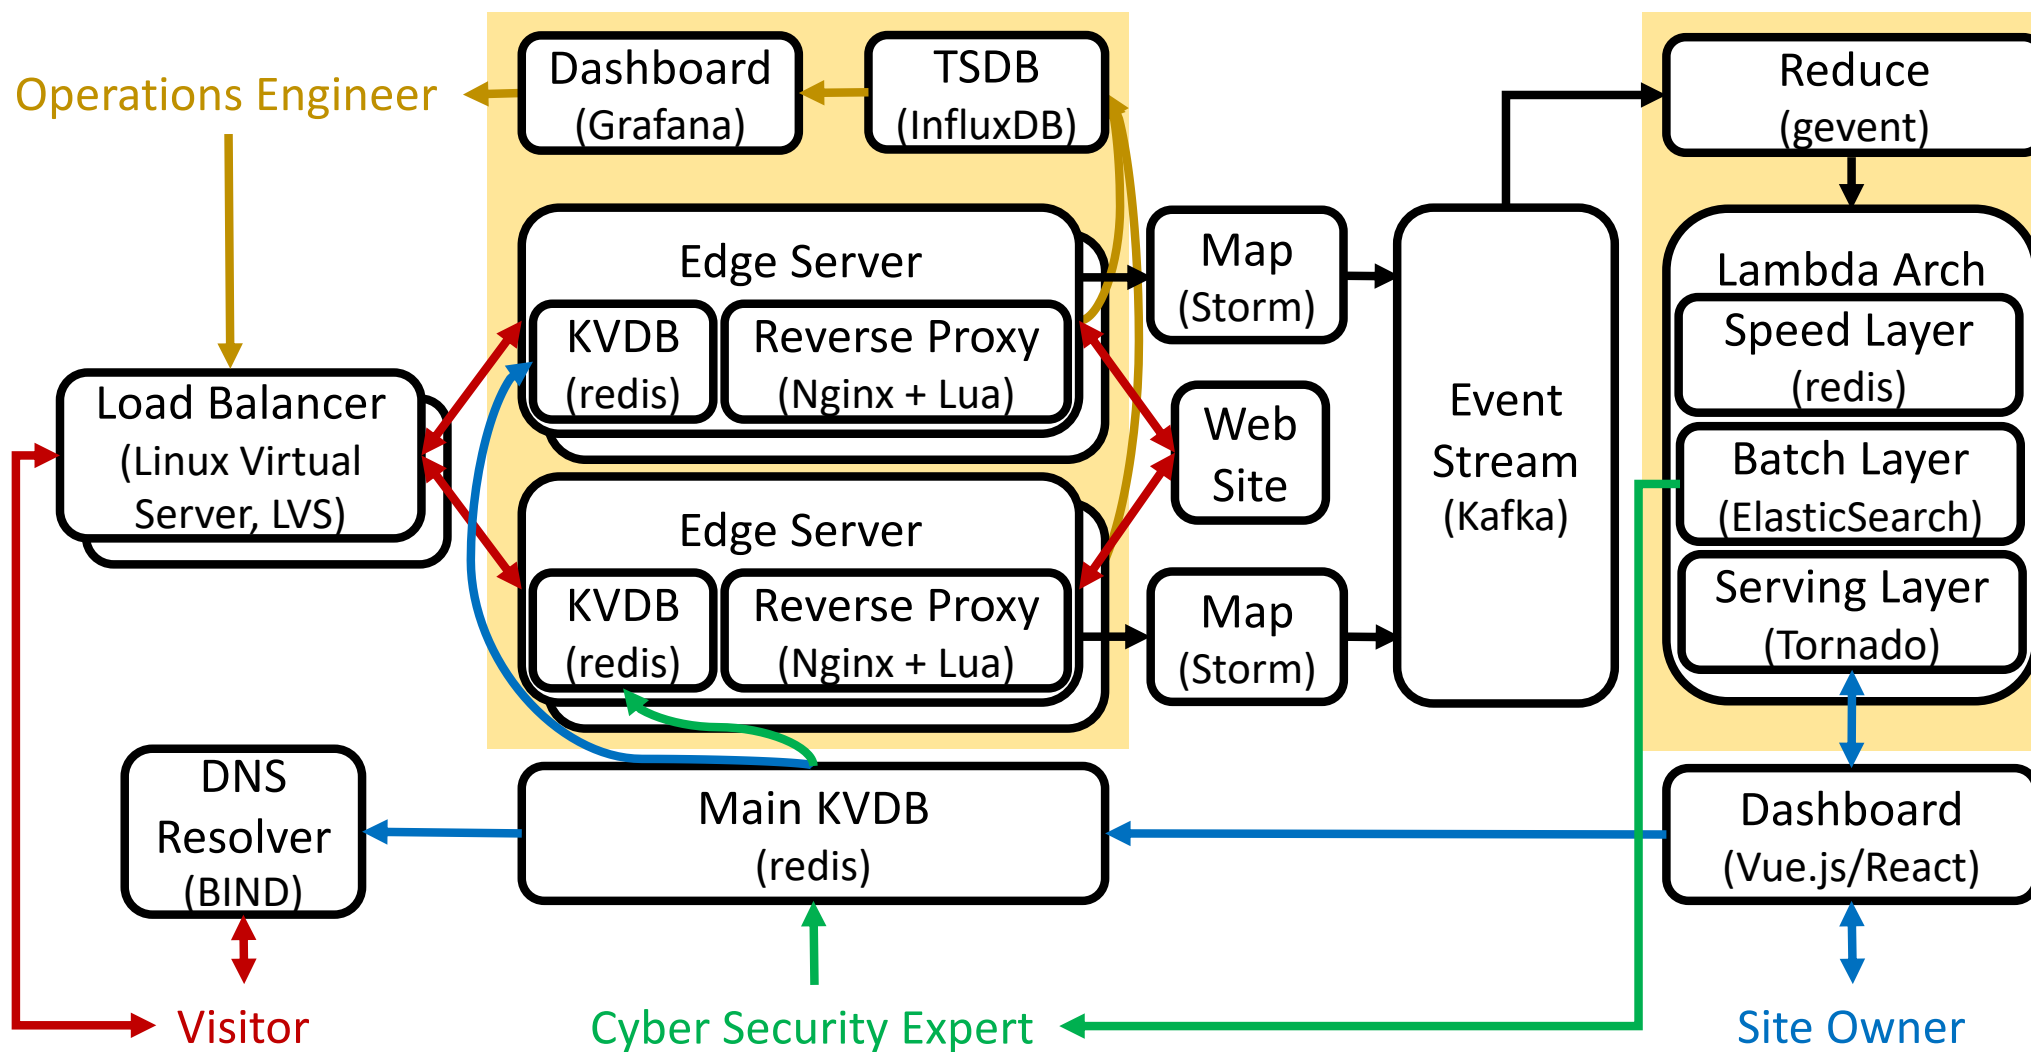 Operations Engineer
Dashboard
(Grafana)
TSDB
(InfluxDB)
Reduce
(gevent)
Edge Server
KVDB
(redis)
Reverse Proxy
(Nginx + Lua)
Map
(Storm)
Load Balancer
(Linux Virtual
Server, LVS)
Web
Site
Event
Stream
(Kafka)
Lambda Arch
Speed Layer
(redis)
Batch Layer
(ElasticSearch)
Serving Layer
(Tornado)
Edge Server
KVDB
(redis)
Reverse Proxy
(Nginx + Lua)
Map
(Storm)
DNS
Resolver
(BIND)
Main KVDB
(redis)
Dashboard
(Vue.js/React)
Visitor
Cyber Security Expert
Site Owner